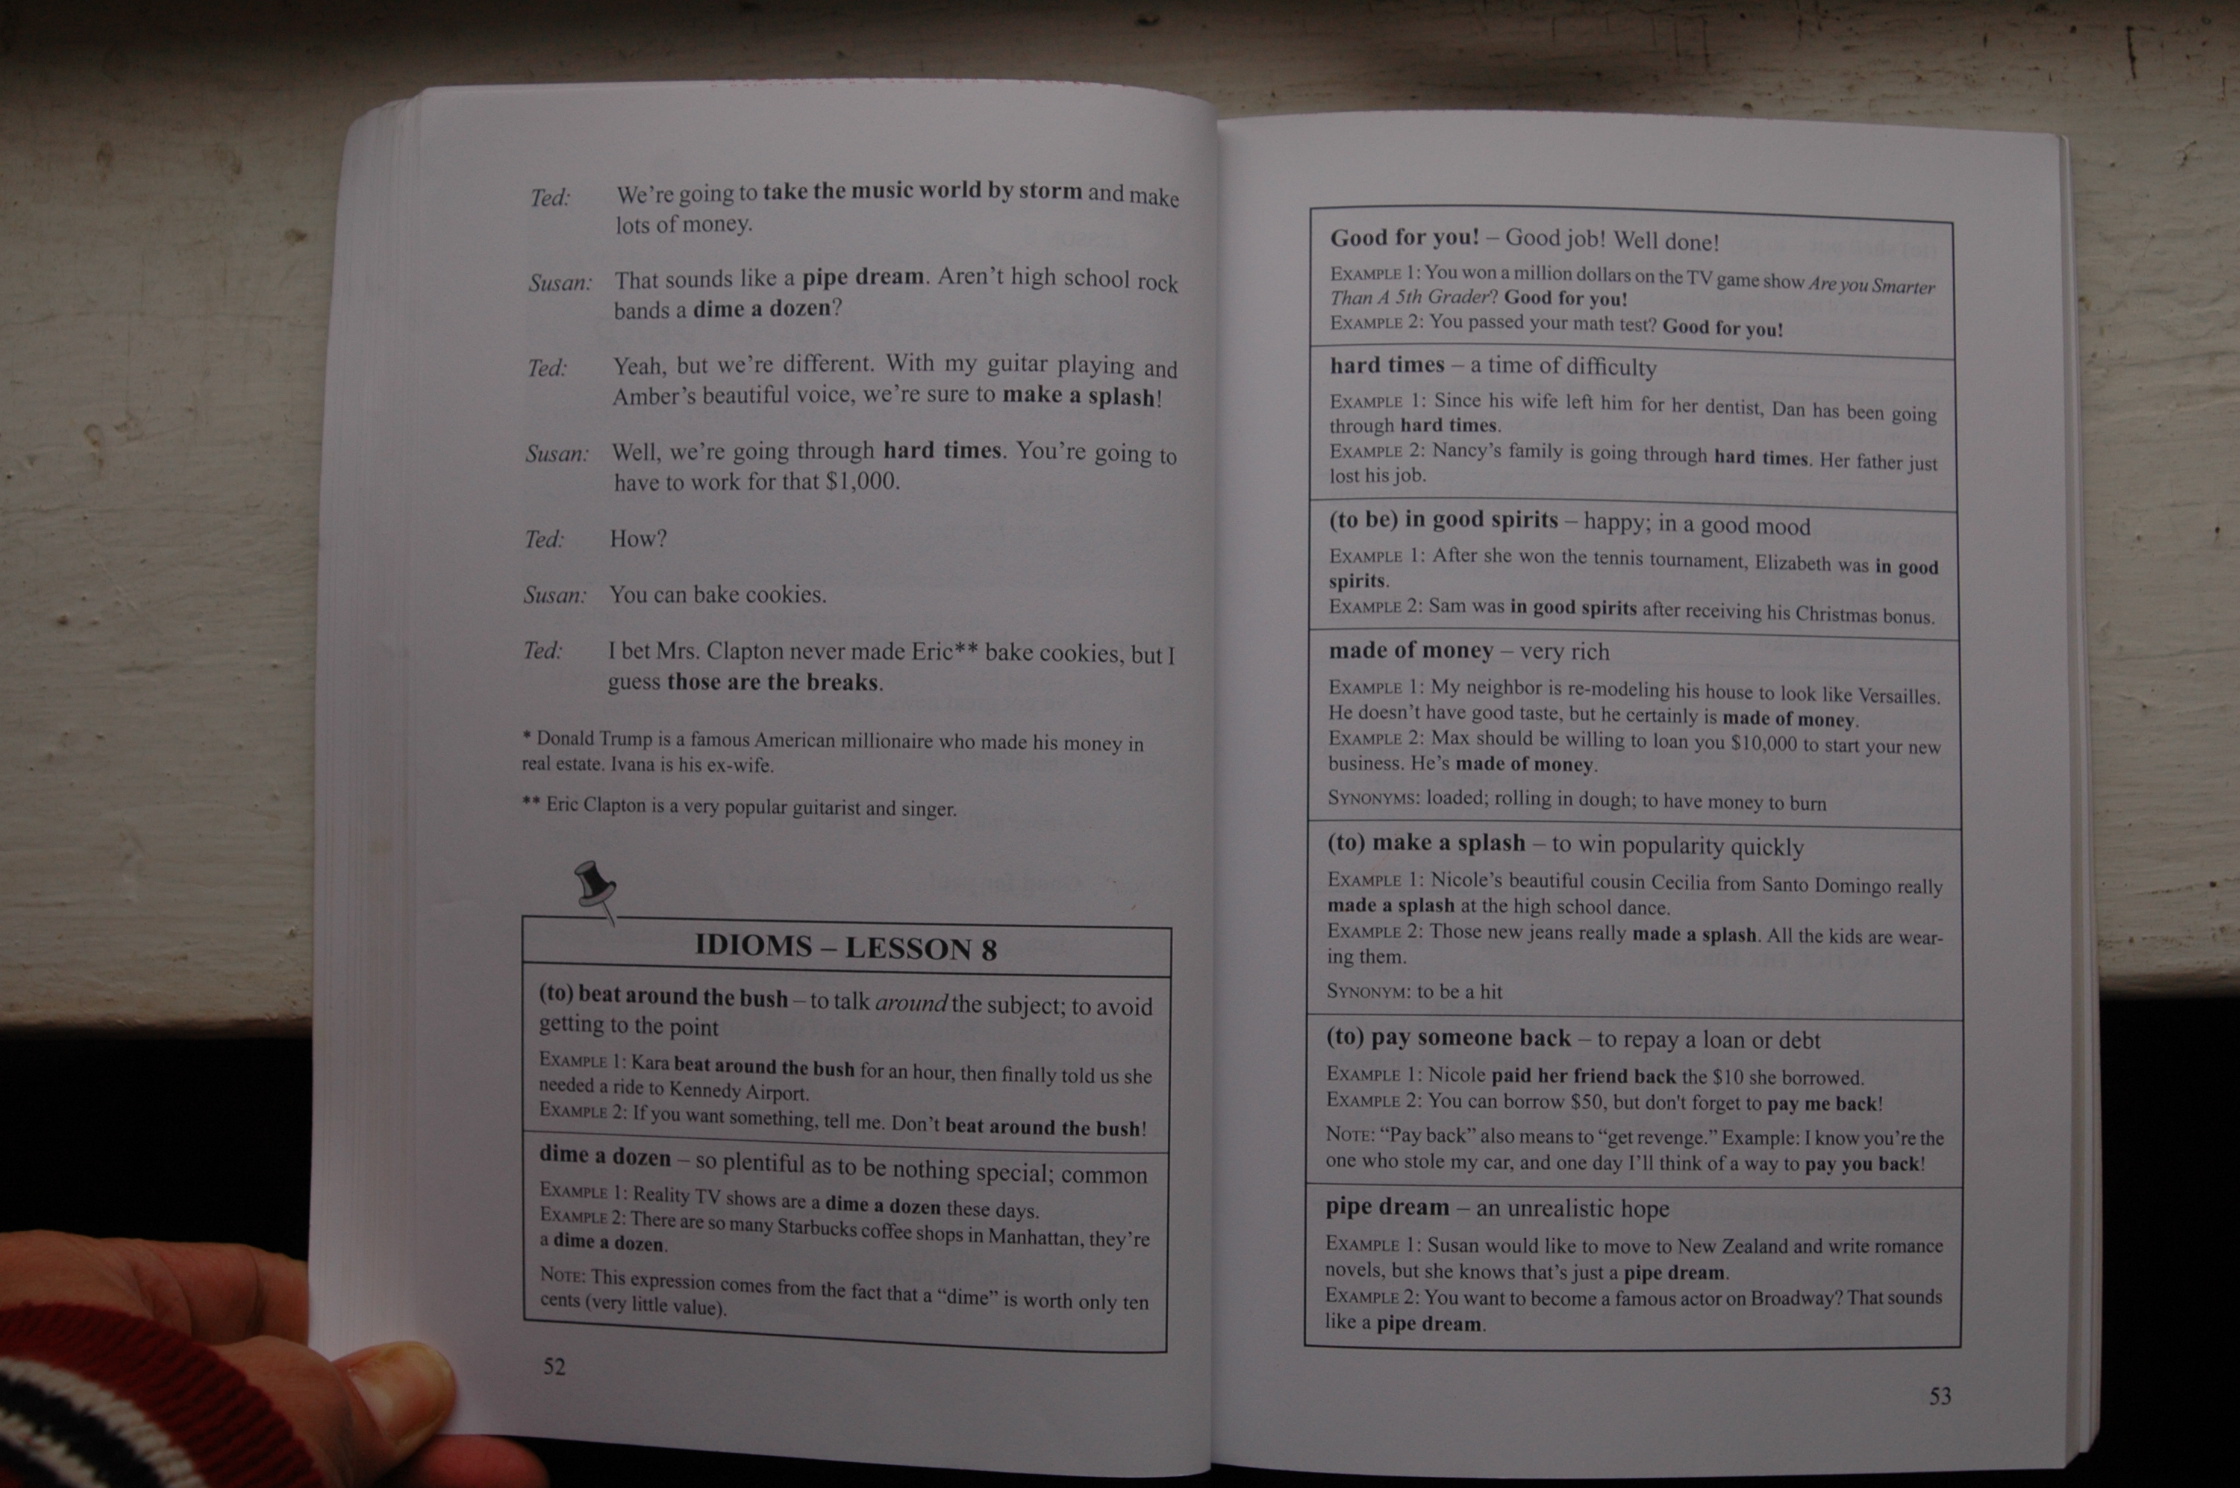 Ted: We're going to take the music world by storm and make
lots of money.
Susan: That sounds like a pipe dream. Aren't high school rock
bands a dime a dozen?
Ted: Yeah, but we're different. With my guitar playing and
Amber's beautiful voice, we're sure to make a splash!
Susan: Well, we're going through hard times. You're going to
have to work for that $1,000.
Ted: How?
Susan: You can bake cookies.
Ted: I bet Mrs. Clapton never made Eric** bake cookies, but I
guess those are the breaks.
* Donald Trump is a famous American millionaire who made his money in
real estate. Ivana is his ex-wife.
** Eric Clapton is a very popular guitarist and singer.
IDIOMS – LESSON 8
(to) beat around the bush – to talk around the subject; to avoid
getting to the point
EXAMPLE 1: Kara beat around the bush for an hour, then finally told us she
needed a ride to Kennedy Airport.
EXAMPLE 2: If you want something, tell me. Don't beat around the bush!
dime a dozen – so plentiful as to be nothing special; common
EXAMPLE 1: Reality TV shows are a dime a dozen these days.
EXAMPLE 2: There are so many Starbucks coffee shops in Manhattan, they're
a dime a dozen.
NOTE: This expression comes from the fact that a "dime" is worth only ten
cents (very little value).
52
Good for you! – Good job! Well done!
EXAMPLE 1: You won a million dollars on the TV game show Are you Smarter
Than A 5th Grader? Good for you!
EXAMPLE 2: You passed your math test? Good for you!
hard times – a time of difficulty
EXAMPLE 1: Since his wife left him for her dentist, Dan has been going
through hard times.
EXAMPLE 2: Nancy's family is going through hard times. Her father just
lost his job.
(to be) in good spirits – happy; in a good mood
EXAMPLE 1: After she won the tennis tournament, Elizabeth was in good
spirits.
EXAMPLE 2: Sam was in good spirits after receiving his Christmas bonus.
made of money – very rich
EXAMPLE 1: My neighbor is re-modeling his house to look like Versailles.
He doesn't have good taste, but he certainly is made of money.
EXAMPLE 2: Max should be willing to loan you $10,000 to start your new
business. He's made of money.
SYNONYMS: loaded; rolling in dough; to have money to burn
(to) make a splash – to win popularity quickly
EXAMPLE 1: Nicole's beautiful cousin Cecilia from Santo Domingo really
made a splash at the high school dance.
EXAMPLE 2: Those new jeans really made a splash. All the kids are wear-
ing them.
SYNONYM: to be a hit
(to) pay someone back – to repay a loan or debt
EXAMPLE 1: Nicole paid her friend back the $10 she borrowed.
EXAMPLE 2: You can borrow $50, but don't forget to pay me back!
NOTE: "Pay back" also means to "get revenge." Example: I know you're the
one who stole my car, and one day I'll think of a way to pay you back!
pipe dream – an unrealistic hope
EXAMPLE 1: Susan would like to move to New Zealand and write romance
novels, but she knows that's just a pipe dream.
EXAMPLE 2: You want to become a famous actor on Broadway? That sounds
like a pipe dream.
53